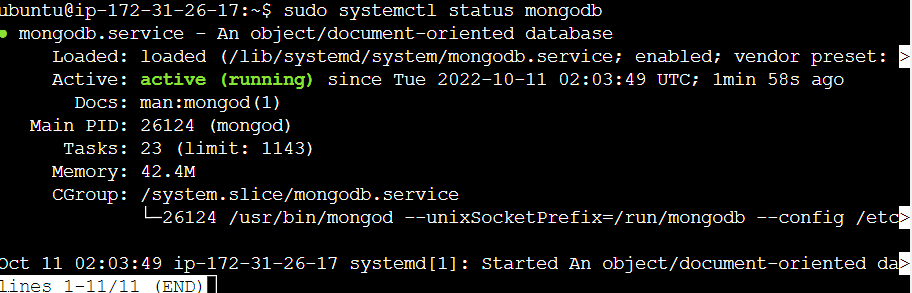 ubuntu@ip-172-31-26-17:~$ sudo systemctl status mongodb
● mongodb.service - An object/document-oriented database
Loaded: loaded (/lib/systemd/system/mongodb.service; enabled; vendor preset: >
Active: active (running) since Tue 2022-10-11 02:03:49 UTC; 1min 58s ago
Docs: man:mongod(1)
Main PID: 26124 (mongod)
Tasks: 23 (limit: 1143)
Memory: 42.4M
CGroup: /system.slice/mongodb.service
└─26124 /usr/bin/mongod --unixSocketPrefix=/run/mongodb --config /etc>
Oct 11 02:03:49 ip-172-31-26-17 systemd[1]: Started An object/document-oriented da>
lines 1-11/11 (END)